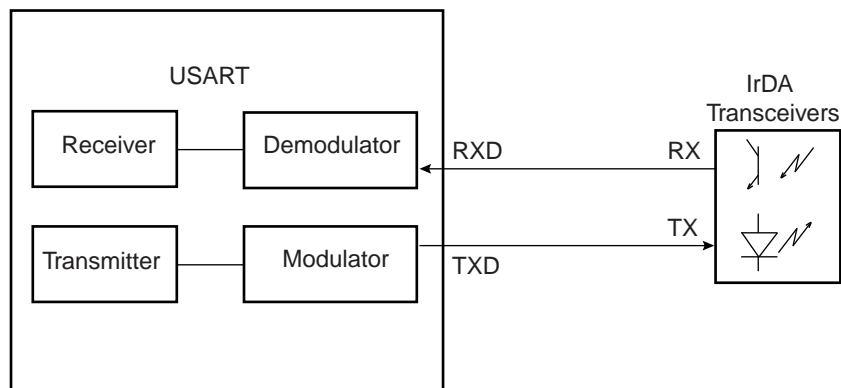 USART
IrDA
Transceivers
Receiver
Demodulator
RXD
RX
Transmitter
Modulator
TX
TXD